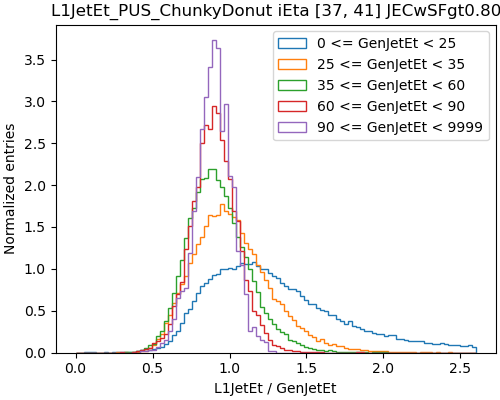 L1JetEt_PUS_ChunkyDonut iEta [37, 41] JECwSFgt0.80
0 <= GenJetEt < 25
25 <= GenJetEt < 35
35 <= GenJetEt < 60
60 <= GenJetEt < 90
90 <= GenJetEt < 9999
Normalized entries
3.5
3.0
2.5
2.0
1.5
1.0
0.5
0.0
0.0 0.5 1.0 1.5 2.0 2.5
L1JetEt / GenJetEt